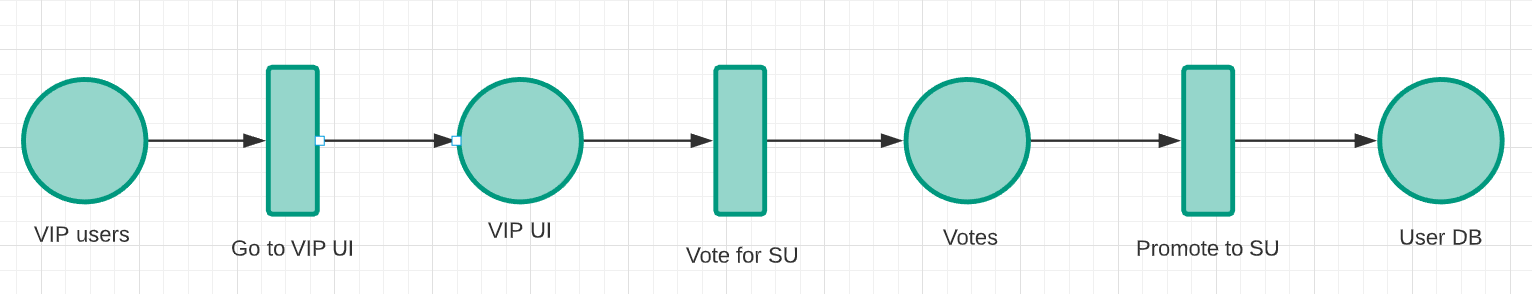 VIP users
Go to VIP UI
VIP UI
Vote for SU
Votes
Promote to SU
User DB